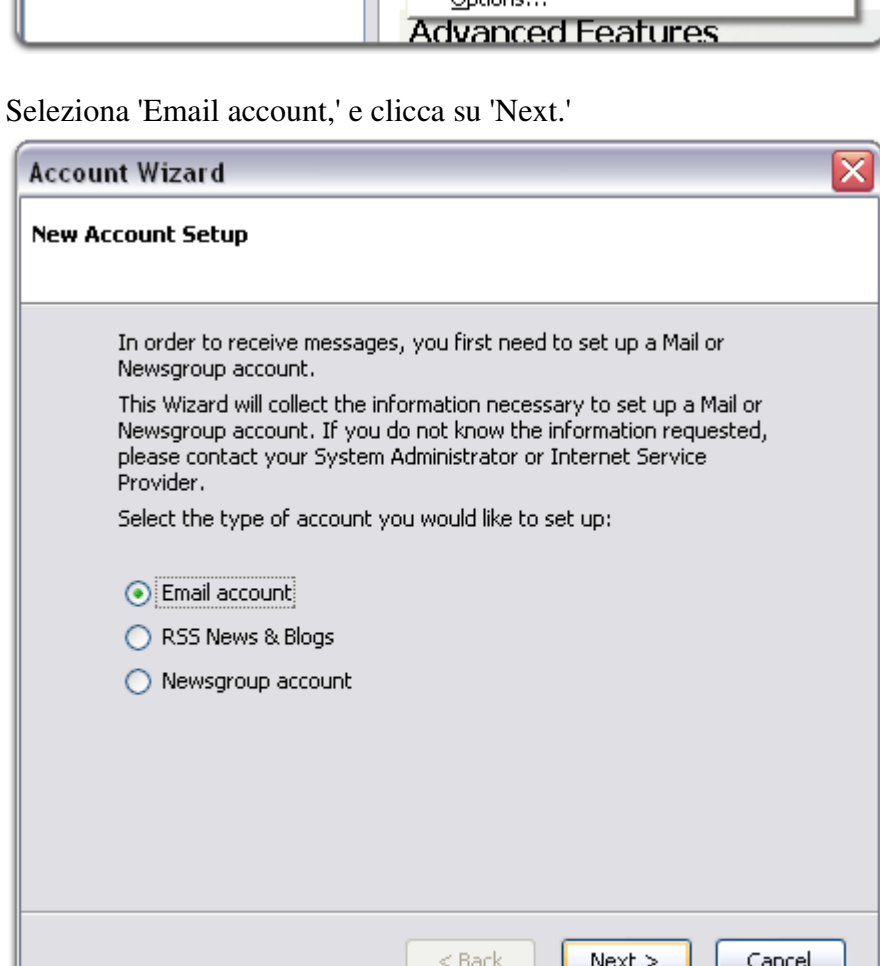 Options...
Advanced Features
Seleziona 'Email account,' e clicca su 'Next.'
Account Wizard
New Account Setup
In order to receive messages, you first need to set up a Mail or
Newsgroup account.
This Wizard will collect the information necessary to set up a Mail or
Newsgroup account. If you do not know the information requested,
please contact your System Administrator or Internet Service
Provider.
Select the type of account you would like to set up:
Email account
RSS News & Blogs
Newsgroup account
< Back Next > Cancel